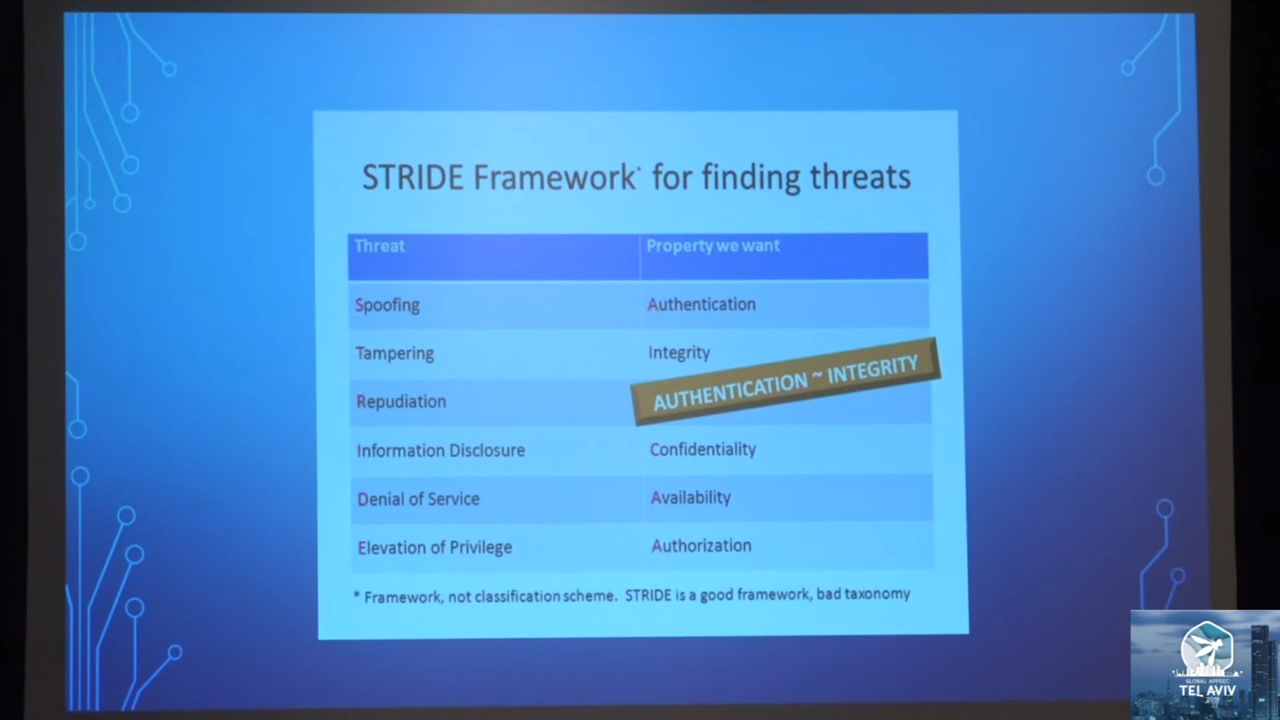 STRIDE Framework* for finding threats
Threat Property we want
Spoofing Authentication
Tampering Integrity
AUTHENTICATION ~ INTEGRITY
Repudiation
Information Disclosure Confidentiality
Denial of Service Availability
Elevation of Privilege Authorization
* Framework, not classification scheme. STRIDE is a good framework, bad taxonomy
GLOBAL APPSEC
TEL AVIV
2019